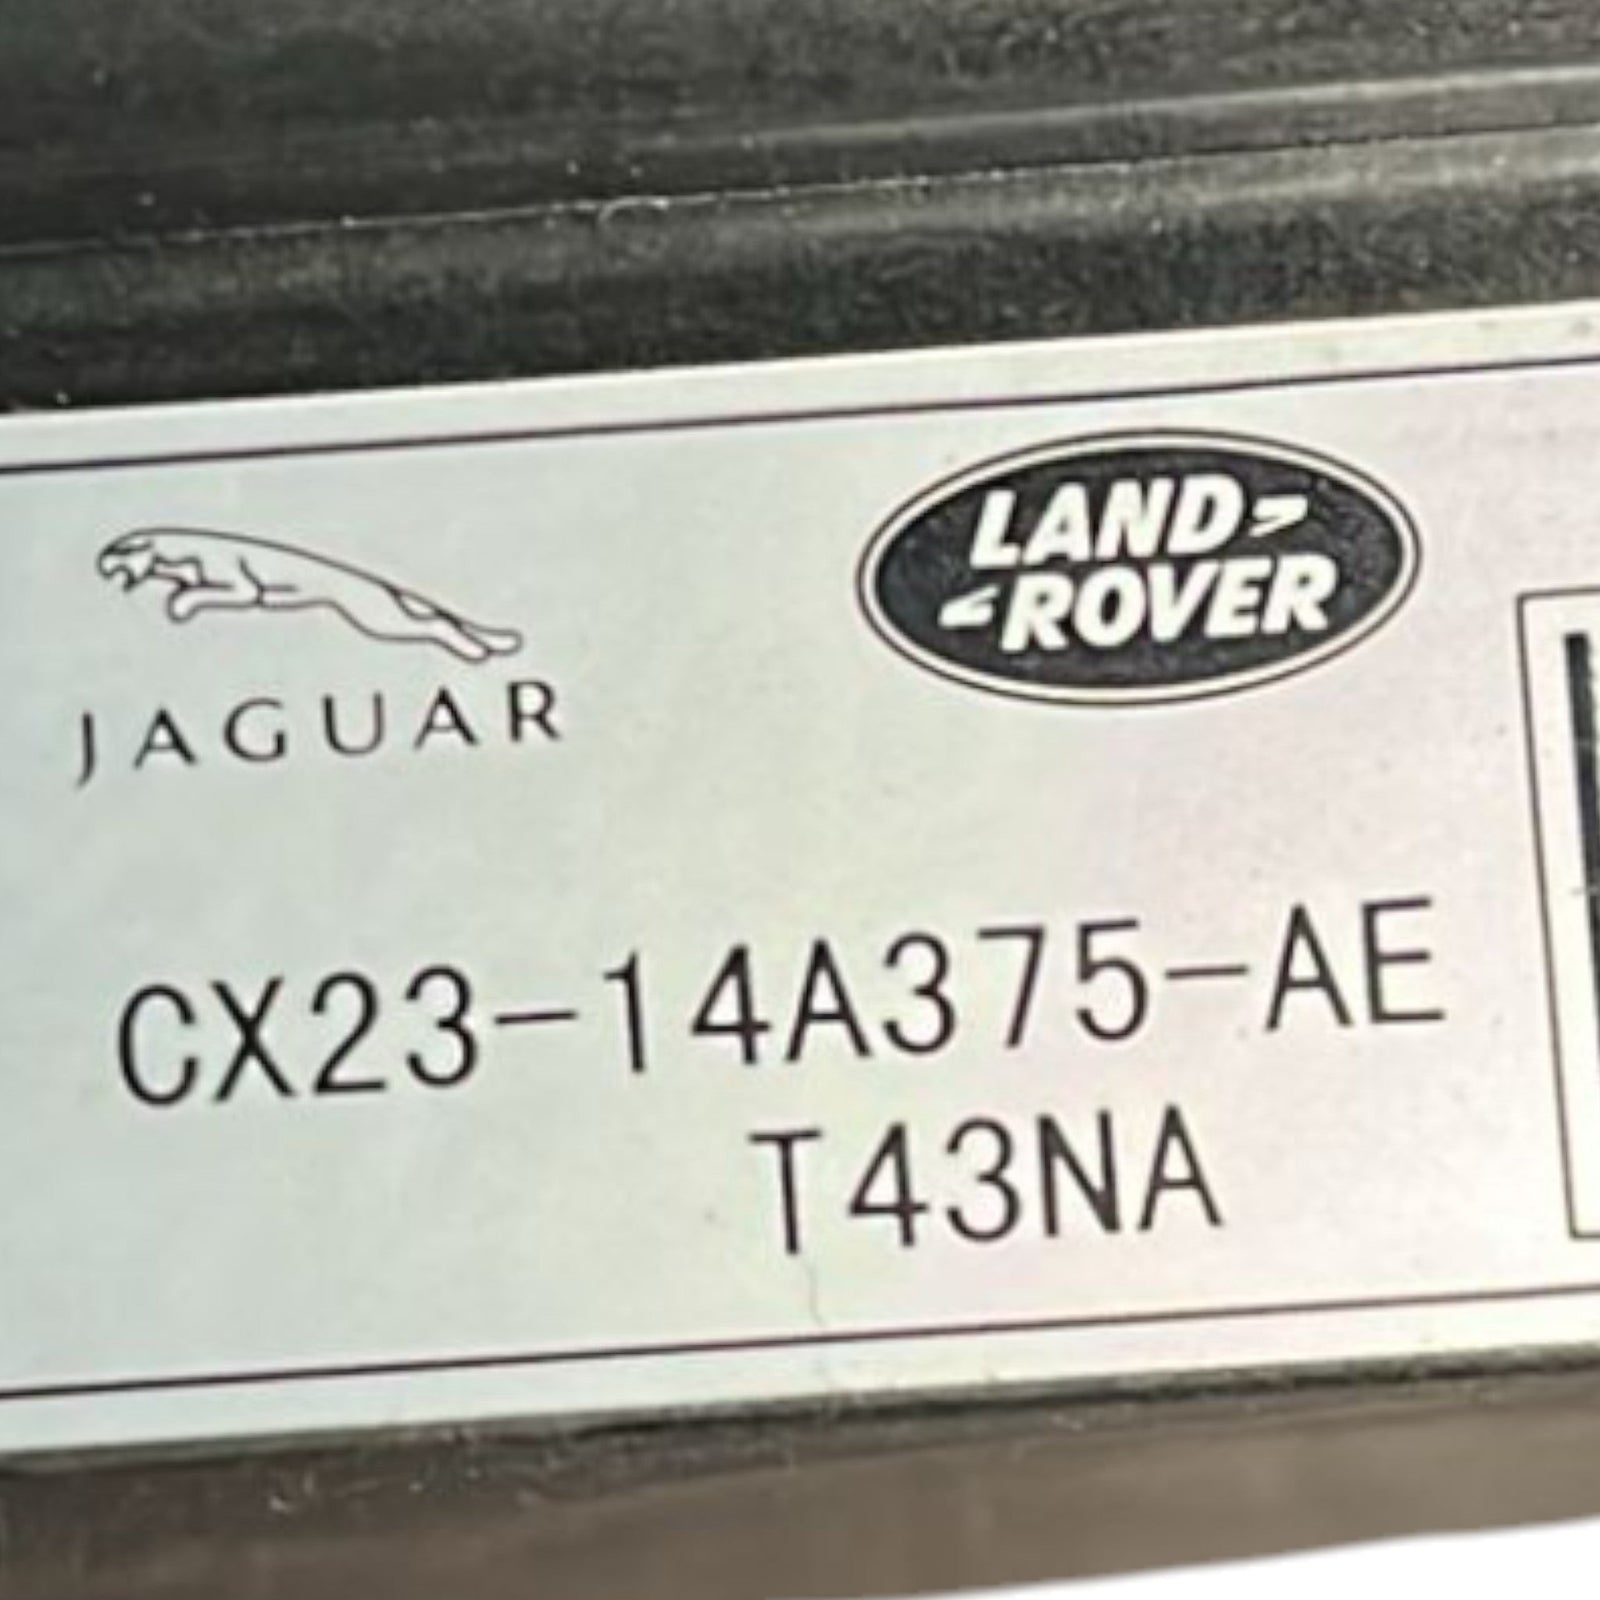 JAGUAR
LAND
ROVER
CX23-14A375-AE
T43NA